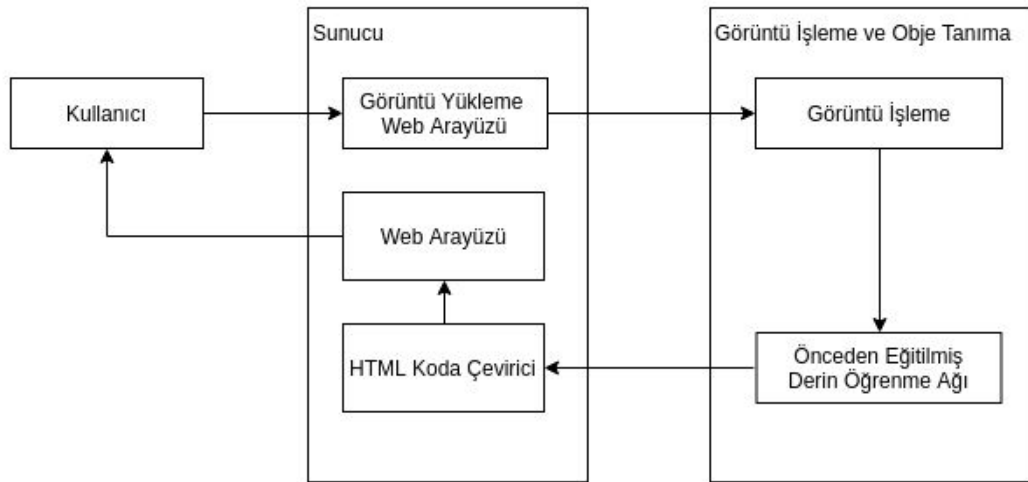 Sunucu
Görüntü İşleme ve Obje Tanıma
Kullanıcı
Görüntü Yükleme
Web Arayüzü
Görüntü İşleme
Web Arayüzü
HTML Koda Çevirici
Önceden Eğitilmiş
Derin Öğrenme Ağı